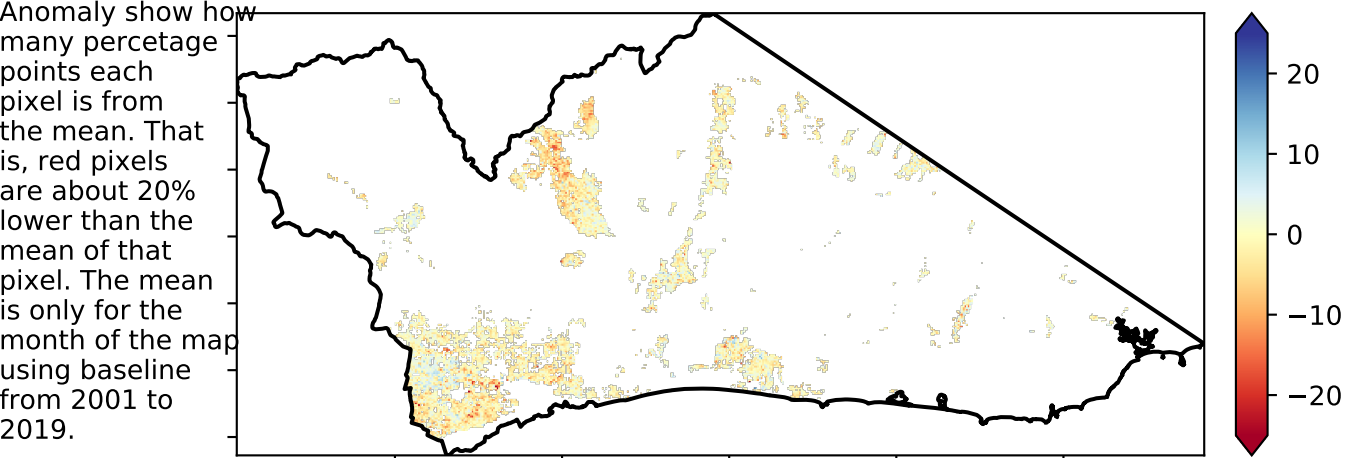 Anomaly show how
many percetage
points each
pixel is from
the mean. That
is, red pixels
are about 20%
lower than the
mean of that
pixel. The mean
is only for the
month of the map
using baseline
from 2001 to
2019.
20
10
0
−10
−20